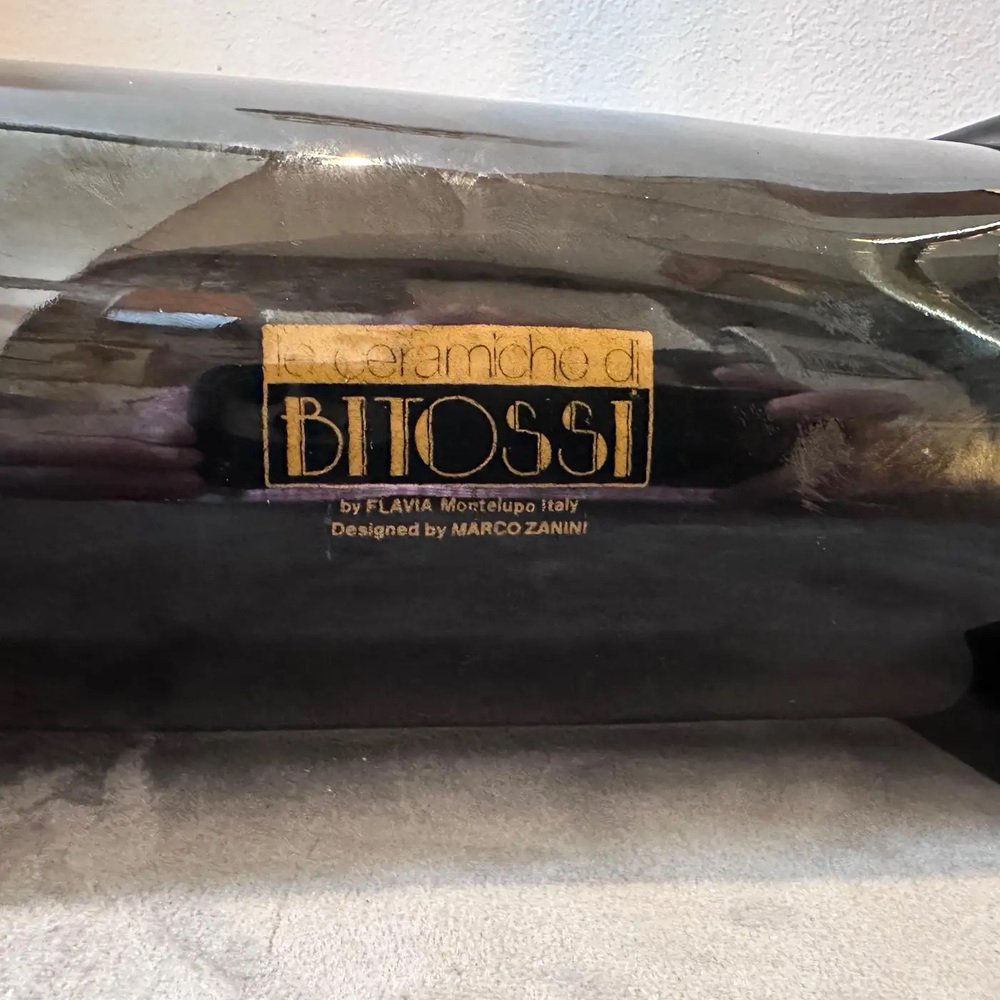 le ceramiche di
BITOSSI
by FLAVIA Montelupo Italy
Designed by MARCO ZANINI